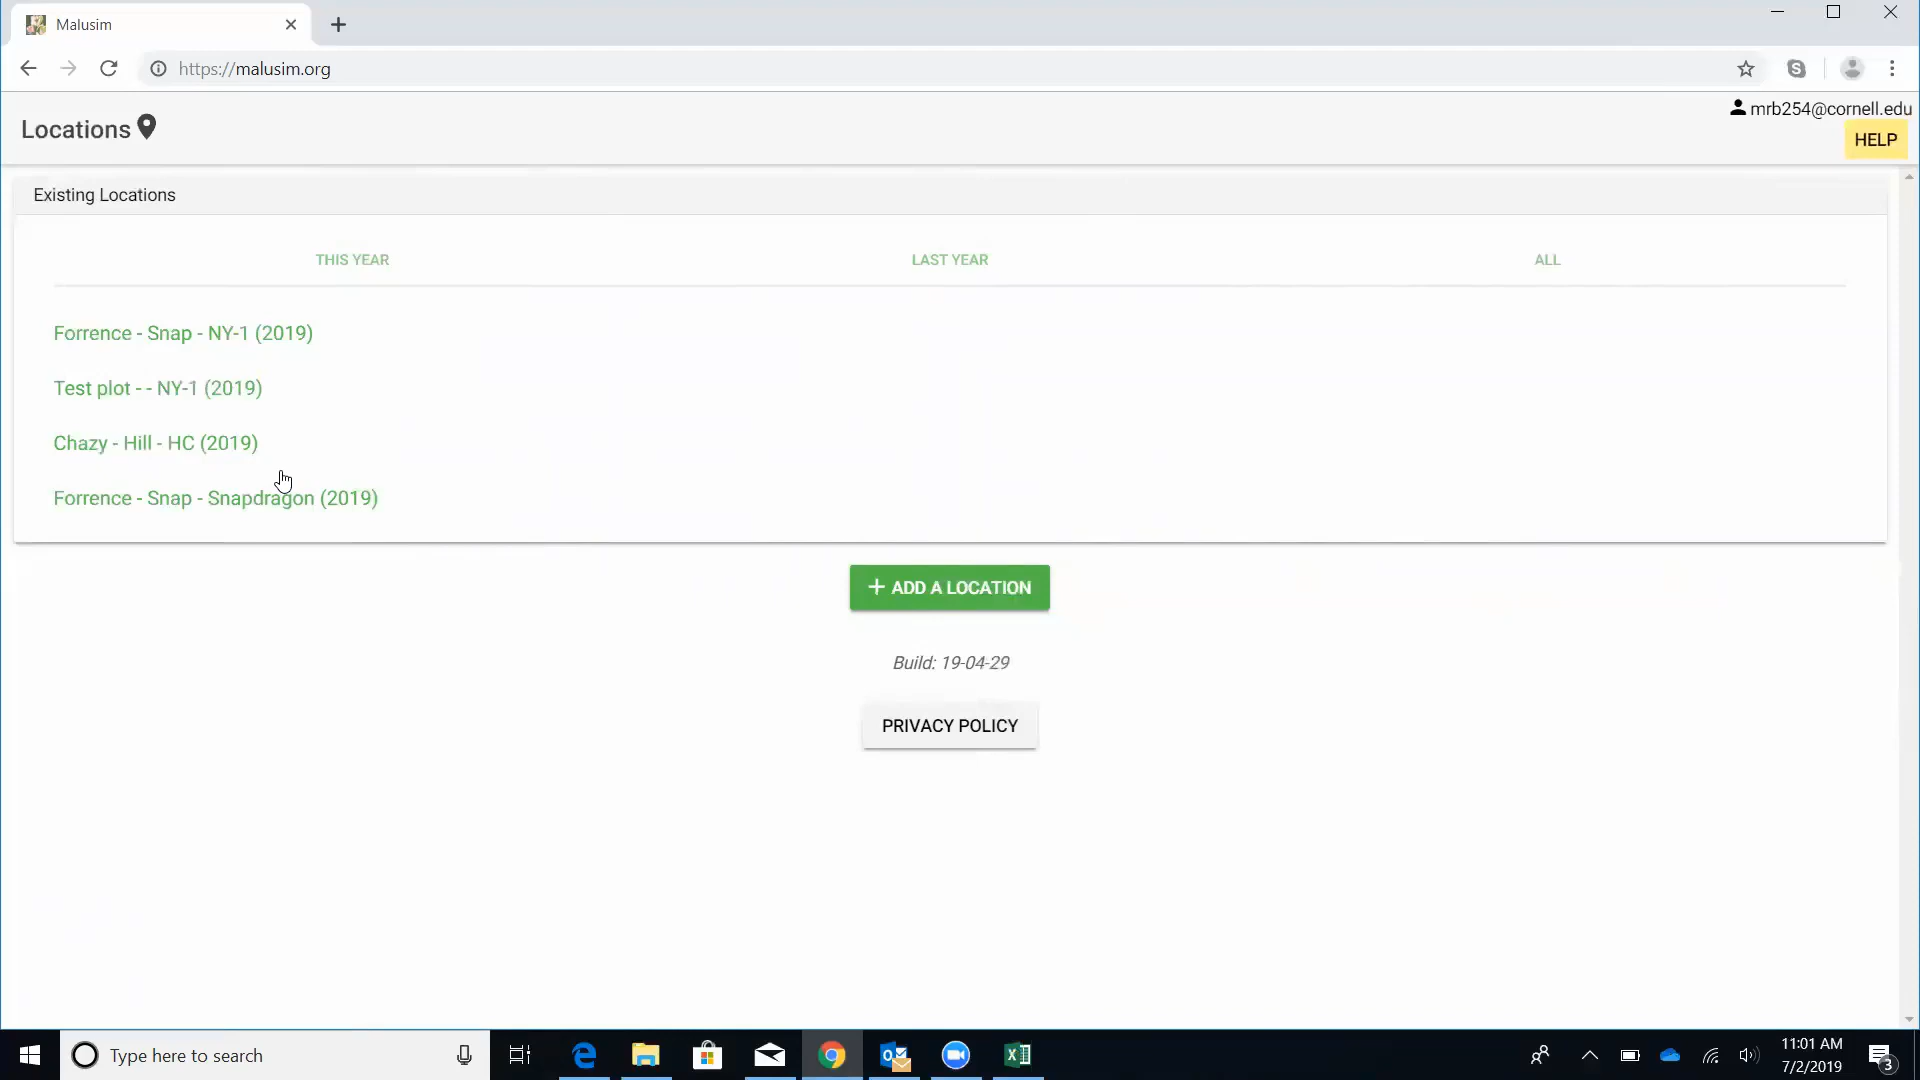 Malusim
https://malusim.org
mrb254@cornell.edu
Locations
HELP
Existing Locations
THIS YEAR LAST YEAR ALL
Forrence - Snap - NY-1 (2019)
Test plot - - NY-1 (2019)
Chazy - Hill - HC (2019)
Forrence - Snap - Snapdragon (2019)
+ ADD A LOCATION
Build: 19-04-29
PRIVACY POLICY
Type here to search
11:01 AM
7/2/2019
3